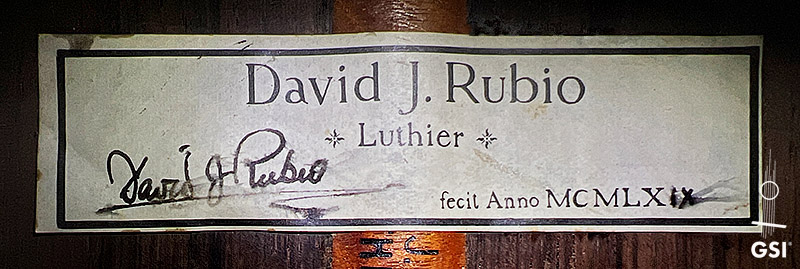 David J. Rubio
Luthier
David J Rubio
fecit Anno MCMLXIX
GSI